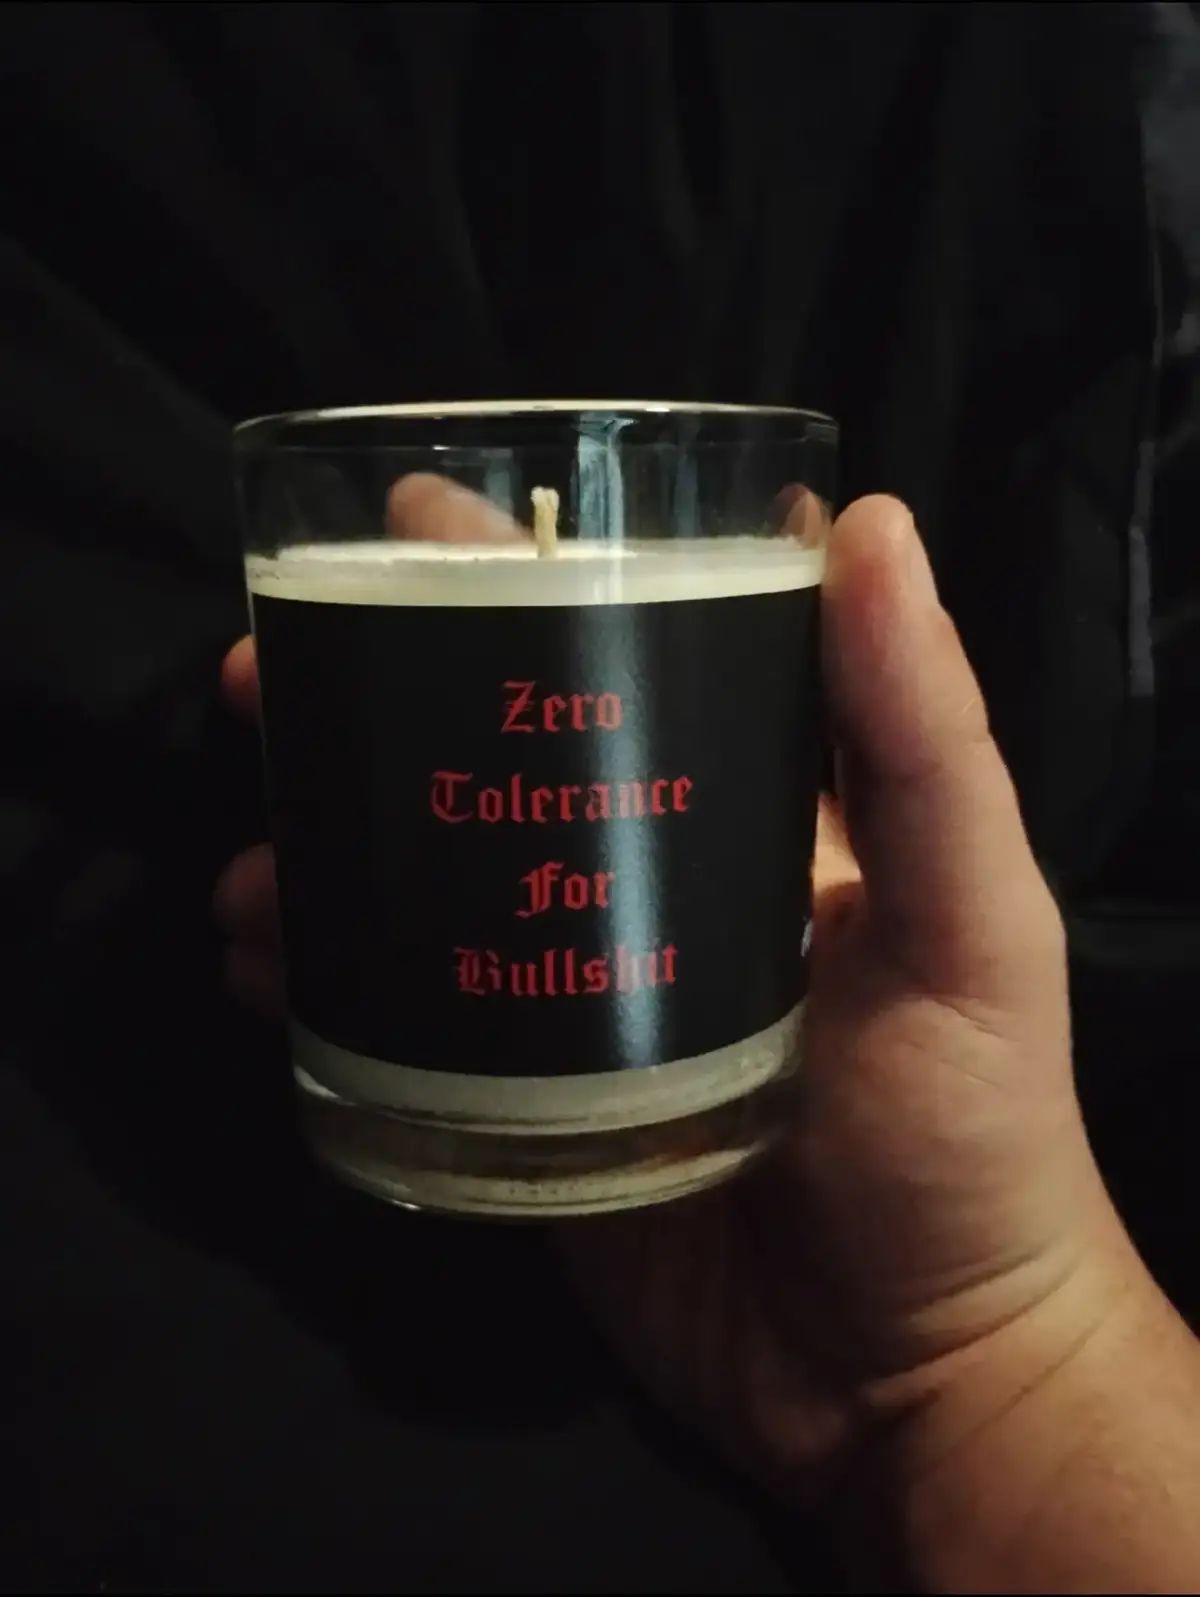 Zero
Tolerance
For
Bullshit